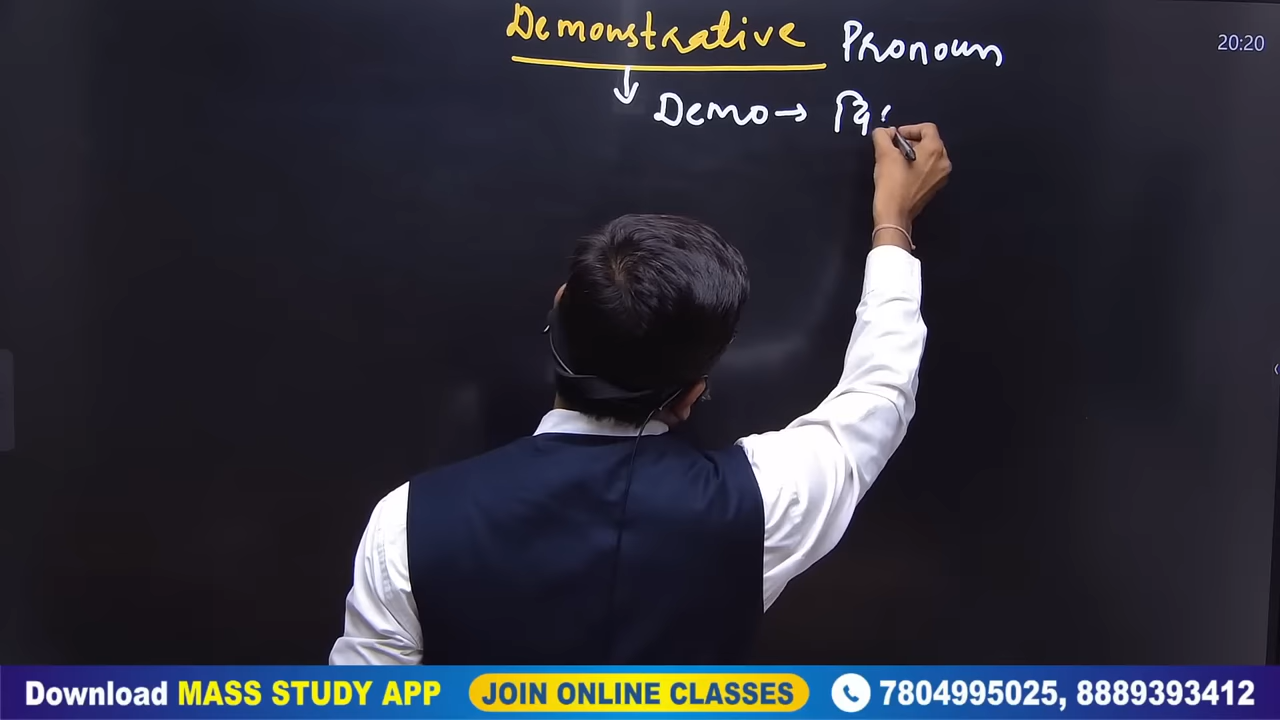 Demonstrative Pronoun
20:20
Demo →
Download MASS STUDY APP JOIN ONLINE CLASSES 7804995025, 8889393412